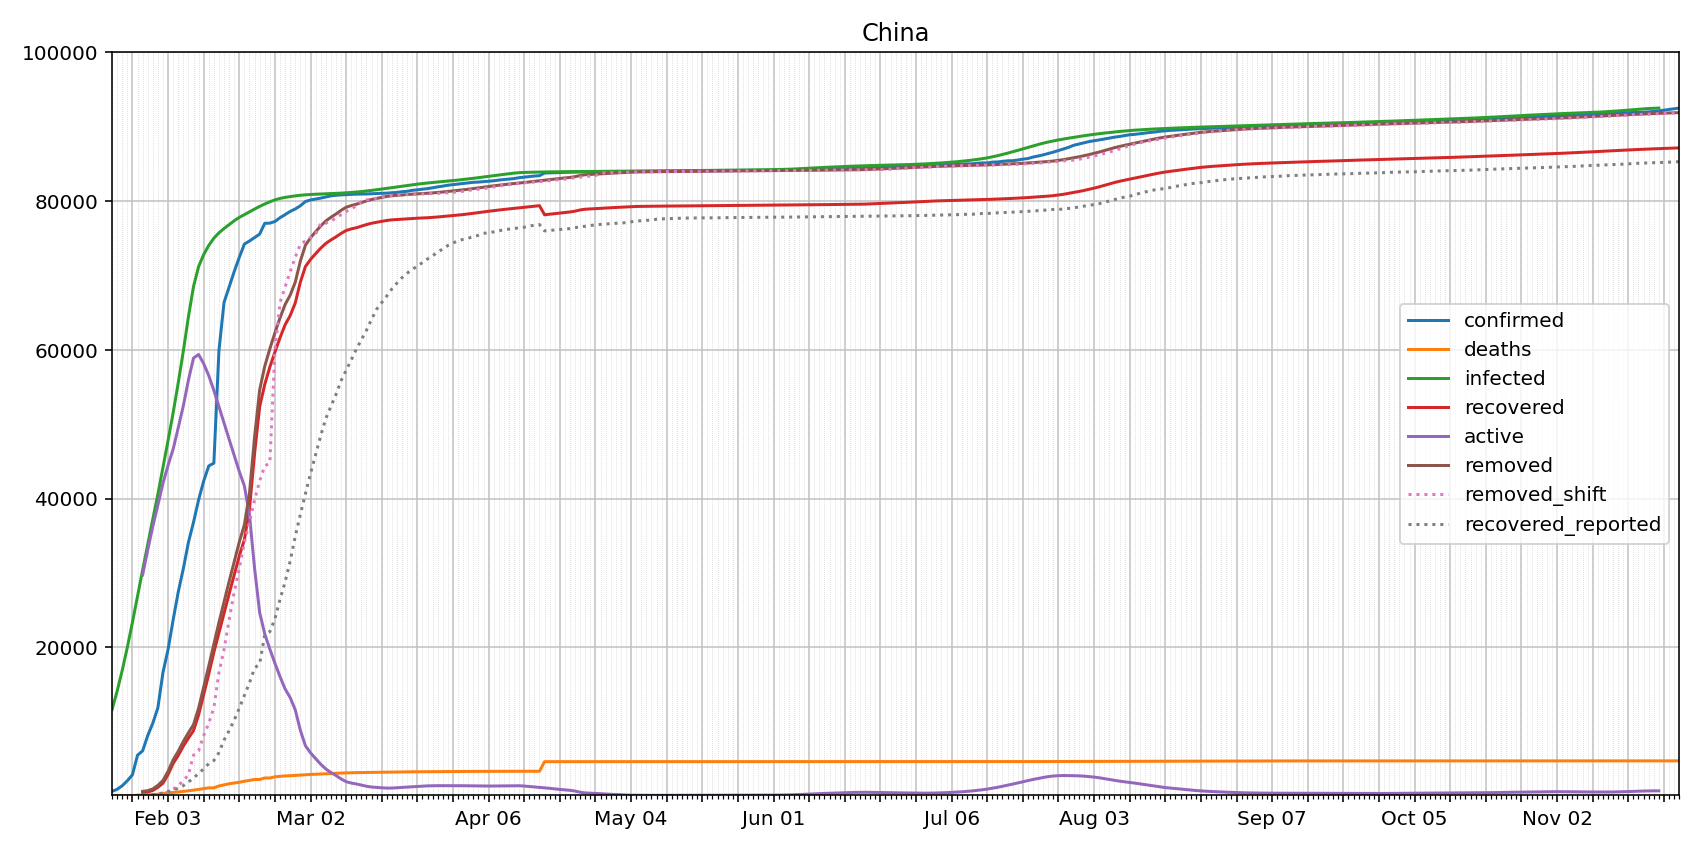 China
100000
80000
60000
40000
20000
Feb 03
Mar 02
Apr 06
May 04
Jun 01
Jul 06
Aug 03
Sep 07
Oct 05
Nov 02
confirmed
deaths
infected
recovered
active
removed
removed_shift
recovered_reported